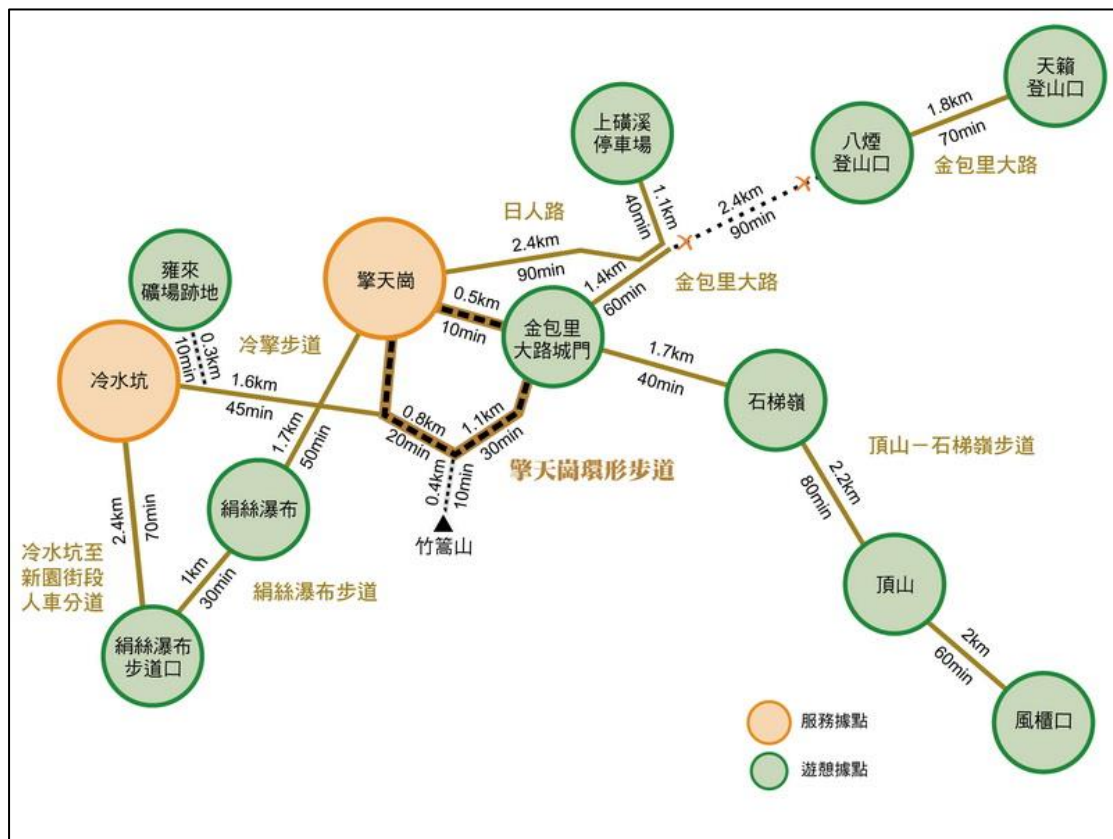 天籟
登山口
1.8km
70min
金包里大路
八煙
登山口
上磺溪
停車場
1.1km
40min
2.4km
90min
日人路
2.4km
90min
1.4km
60min
金包里大路
擎天崗
0.5km
10min
金包里
大路城門
雍來
礦場跡地
0.3km
10min
冷擎步道
冷水坑
1.6km
45min
0.8km
20min
1.1km
30min
0.4km
10min
竹篙山
擎天崗環形步道
1.7km
40min
石梯嶺
頂山－石梯嶺步道
2.2km
80min
頂山
2km
60min
風櫃口
1.7km
50min
絹絲瀑布
1km
30min
絹絲瀑布步道
2.4km
70min
冷水坑至
新園街段
人車分道
絹絲瀑布
步道口
服務據點
遊憩據點